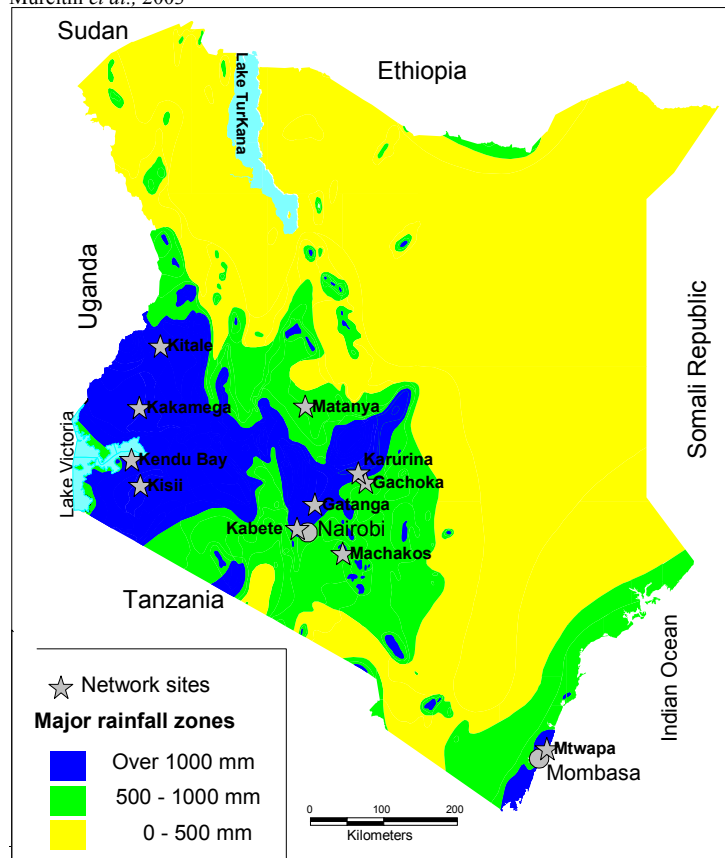 Sudan
Ethiopia
Lake TurKana
Uganda
Somali Republic
Kitale
Kakamega
Matanya
Lake Victoria
Kendu Bay
Karurina
Kisii
Gachoka
Gatanga
Kabete
Nairobi
Machakos
Tanzania
Indian Ocean
Mtwapa
Mombasa
Network sites
Major rainfall zones
Over 1000 mm
500 - 1000 mm
0 - 500 mm
0 100 200
Kilometers